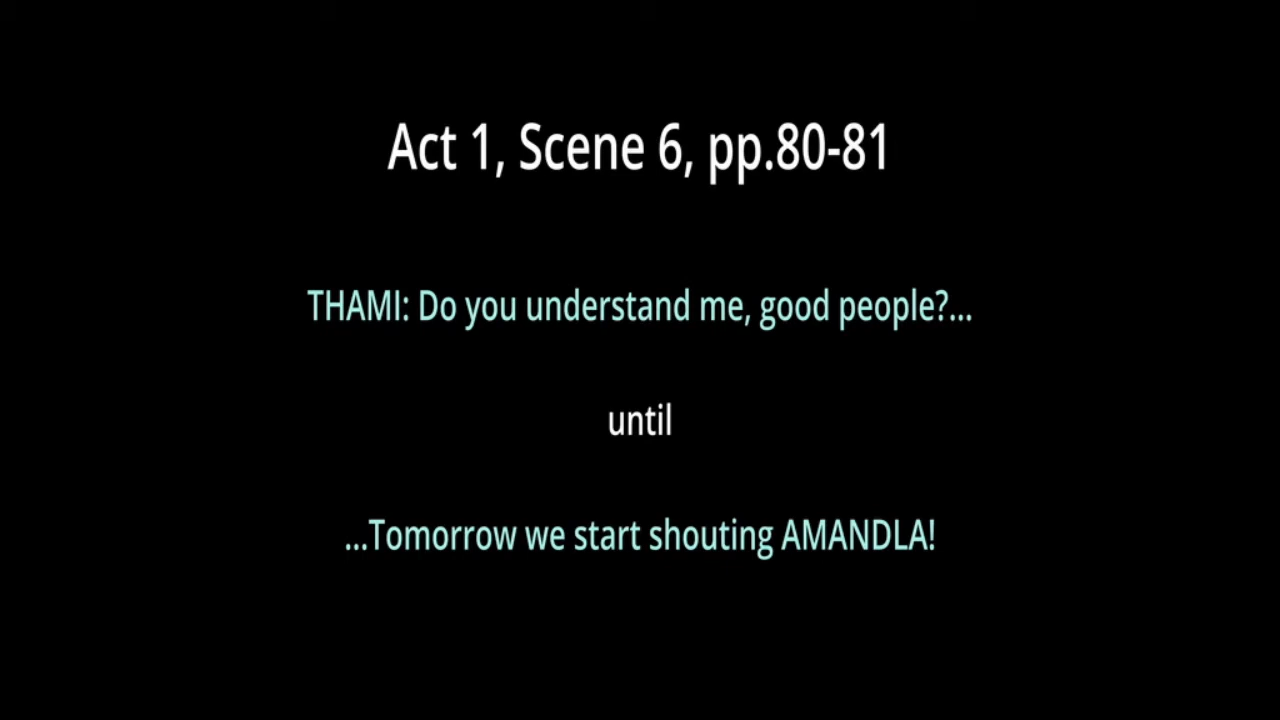 Act 1, Scene 6, pp.80-81
THAMI: Do you understand me, good people?...
until
...Tomorrow we start shouting AMANDLA!